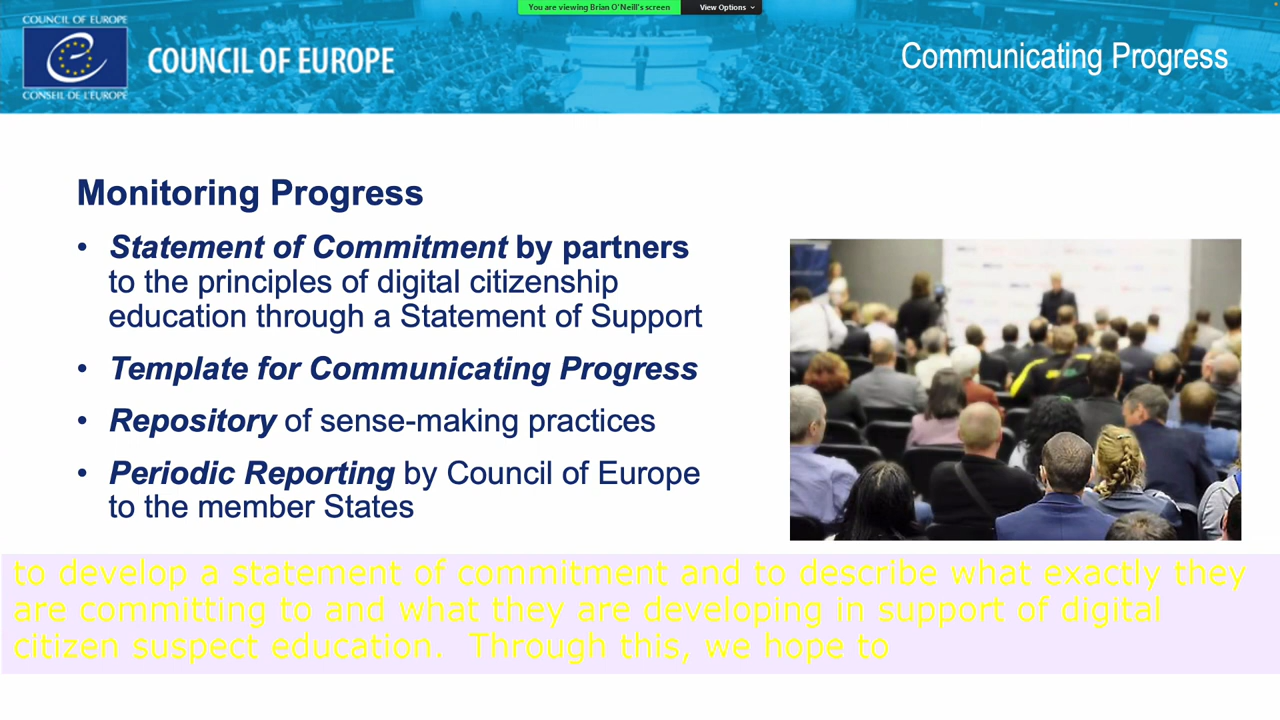 You are viewing Brian O'Neill's screen
View Options
COUNCIL OF EUROPE
CONSEIL DE L'EUROPE
COUNCIL OF EUROPE
Communicating Progress
Monitoring Progress
• Statement of Commitment by partners
to the principles of digital citizenship
education through a Statement of Support
• Template for Communicating Progress
• Repository of sense-making practices
• Periodic Reporting by Council of Europe
to the member States
to develop a statement of commitment and to describe what exactly they
are committing to and what they are developing in support of digital
citizen suspect education.  Through this, we hope to